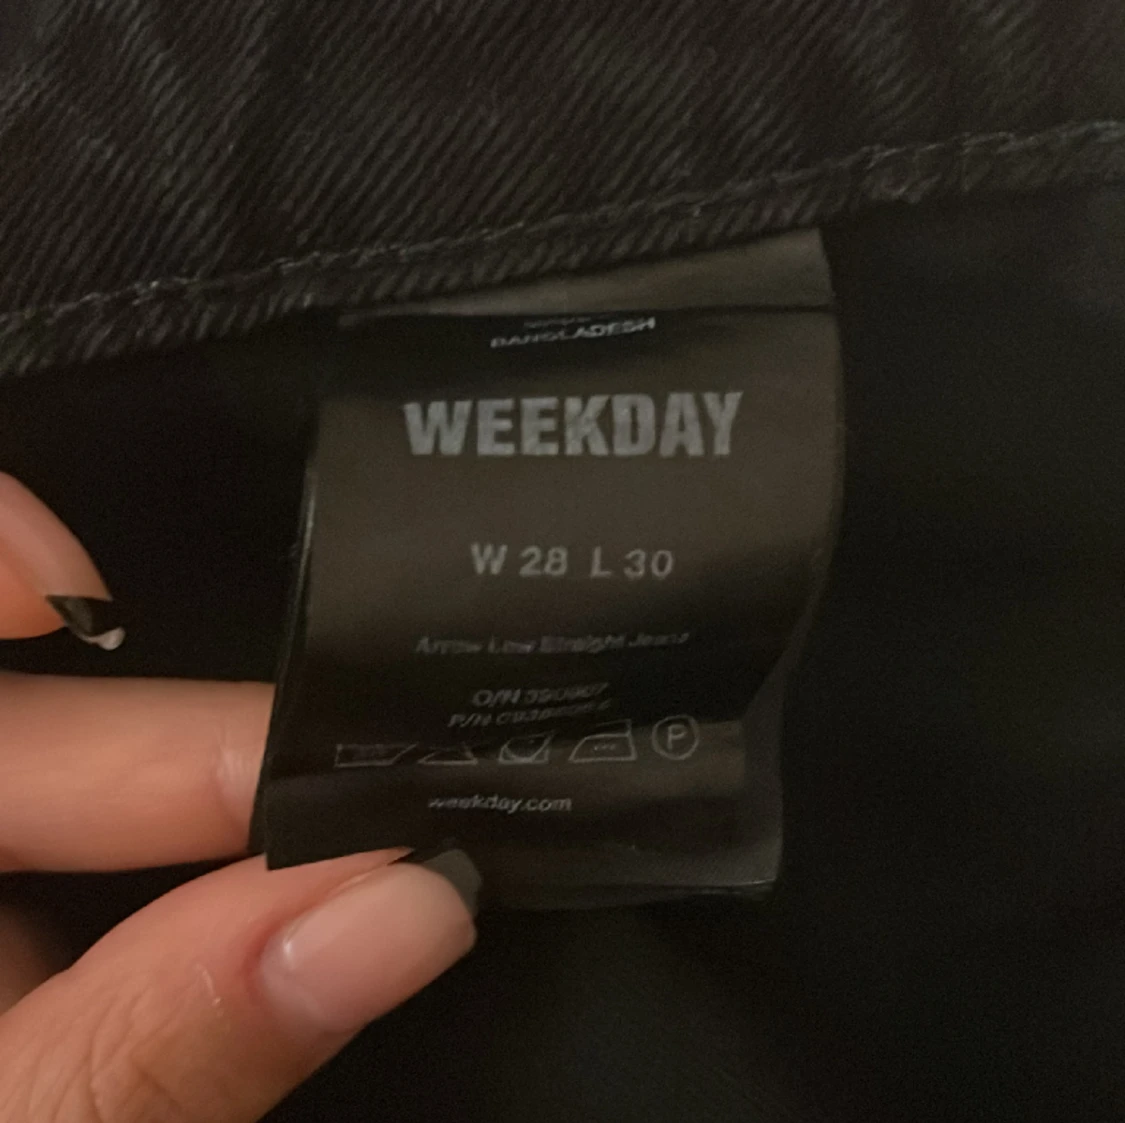 BANGLADESH
WEEKDAY
W 28 L 30
Arrow Low Straight Jeans
O/N
P/N
P
weekday.com